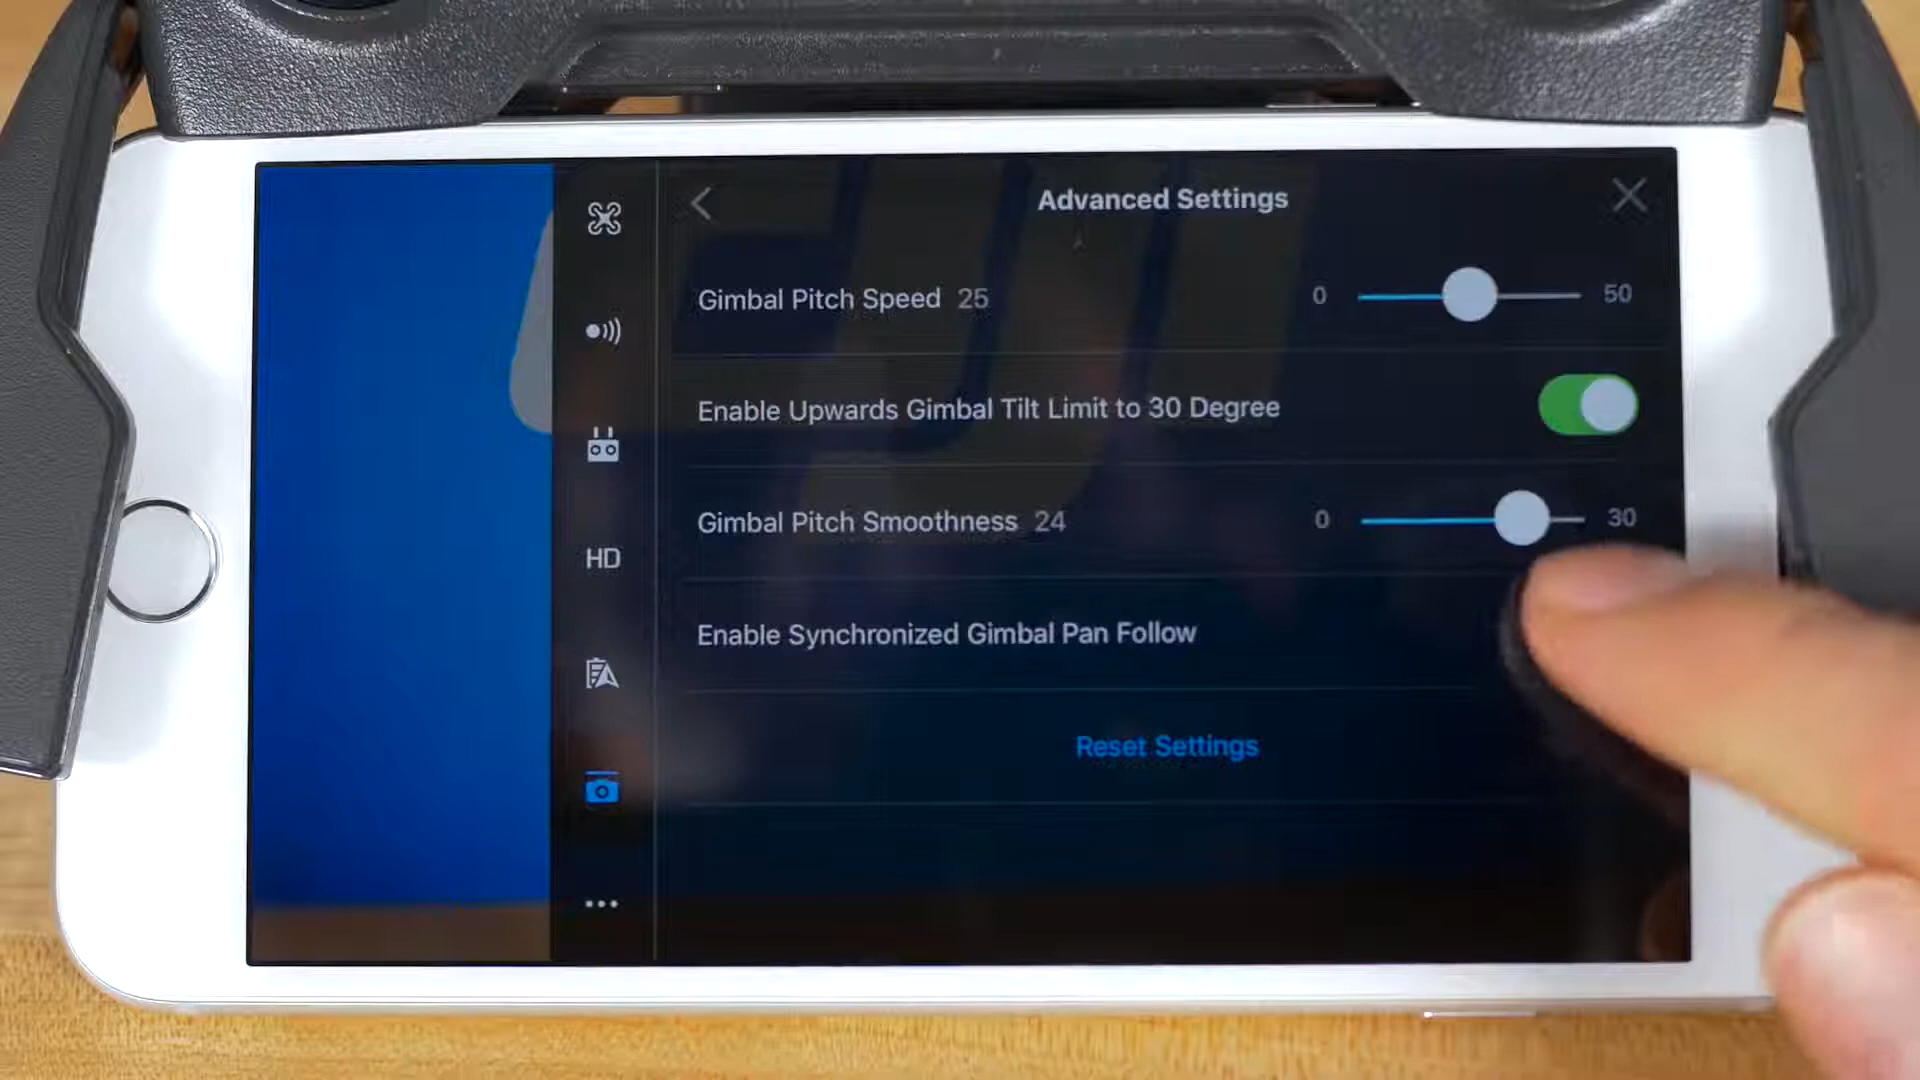 Advanced Settings
Gimbal Pitch Speed 25 0 50
Enable Upwards Gimbal Tilt Limit to 30 Degree
Gimbal Pitch Smoothness 24 0 30
HD
Enable Synchronized Gimbal Pan Follow
Reset Settings